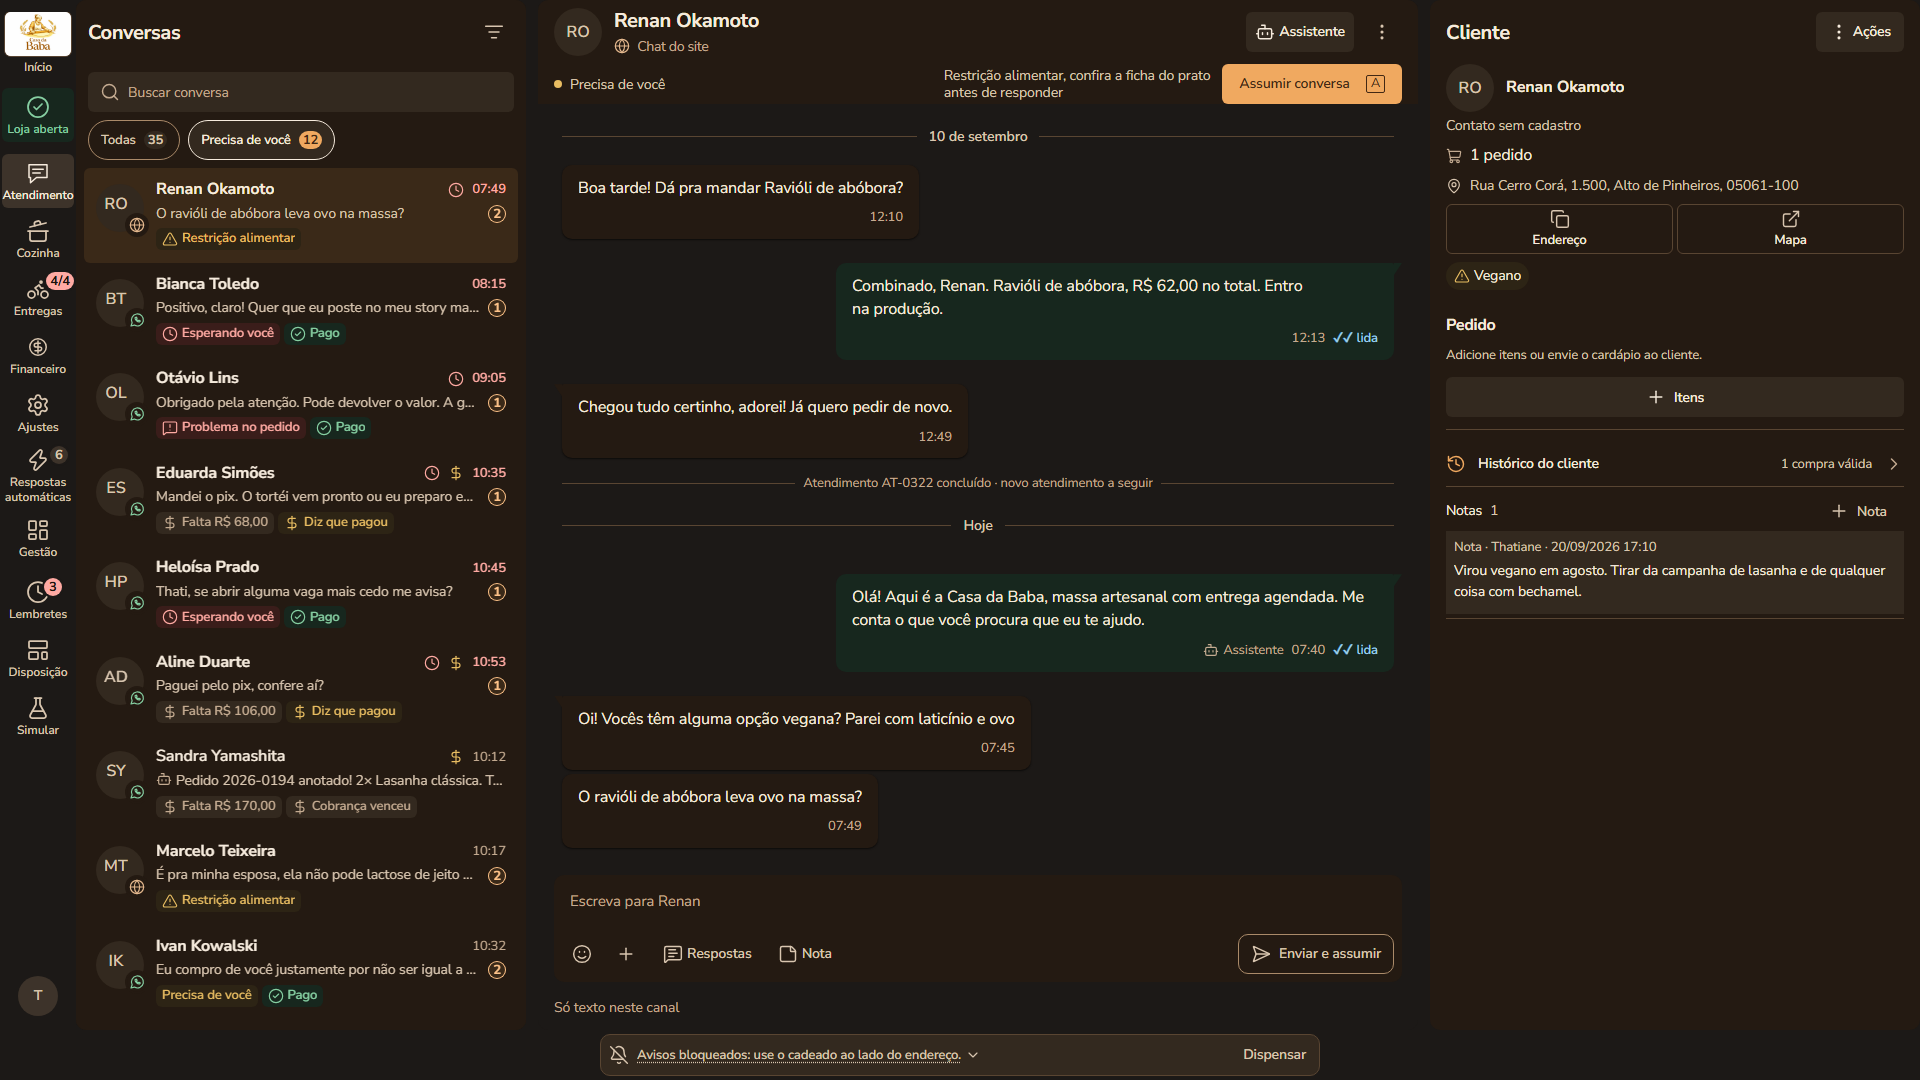 Casa da
Baba
Início
Loja aberta
Atendimento
Cozinha
4/4
Entregas
Financeiro
Ajustes
6
Respostas
automáticas
Gestão
3
Lembretes
Disposição
Simular
T
Conversas
Buscar conversa
Todas 35
Precisa de você 12
RO
Renan Okamoto
07:49
O ravióli de abóbora leva ovo na massa?
2
Restrição alimentar
BT
Bianca Toledo
08:15
Positivo, claro! Quer que eu poste no meu story ma...
1
Esperando você
Pago
OL
Otávio Lins
09:05
Obrigado pela atenção. Pode devolver o valor. A g...
1
Problema no pedido
Pago
ES
Eduarda Simões
10:35
Mandei o pix. O tortéi vem pronto ou eu preparo e...
1
Falta R$ 68,00
Diz que pagou
HP
Heloísa Prado
10:45
Thati, se abrir alguma vaga mais cedo me avisa?
1
Esperando você
Pago
AD
Aline Duarte
10:53
Paguei pelo pix, confere aí?
1
Falta R$ 106,00
Diz que pagou
SY
Sandra Yamashita
10:12
Pedido 2026-0194 anotado! 2× Lasanha clássica. T...
Falta R$ 170,00
Cobrança venceu
MT
Marcelo Teixeira
10:17
É pra minha esposa, ela não pode lactose de jeito ...
2
Restrição alimentar
IK
Ivan Kowalski
10:32
Eu compro de você justamente por não ser igual a ...
2
Precisa de você
Pago
RO
Renan Okamoto
Chat do site
Assistente
Precisa de você
Restrição alimentar, confira a ficha do prato
antes de responder
Assumir conversa A
10 de setembro
Boa tarde! Dá pra mandar Ravióli de abóbora?
12:10
Combinado, Renan. Ravióli de abóbora, R$ 62,00 no total. Entro
na produção.
12:13 lida
Chegou tudo certinho, adorei! Já quero pedir de novo.
12:49
Atendimento AT-0322 concluído · novo atendimento a seguir
Hoje
Olá! Aqui é a Casa da Baba, massa artesanal com entrega agendada. Me
conta o que você procura que eu te ajudo.
Assistente 07:40 lida
Oi! Vocês têm alguma opção vegana? Parei com laticínio e ovo
07:45
O ravióli de abóbora leva ovo na massa?
07:49
Escreva para Renan
Respostas
Nota
Enviar e assumir
Só texto neste canal
Avisos bloqueados: use o cadeado ao lado do endereço.
Dispensar
Cliente
Ações
RO
Renan Okamoto
Contato sem cadastro
1 pedido
Rua Cerro Corá, 1.500, Alto de Pinheiros, 05061-100
Endereço
Mapa
Vegano
Pedido
Adicione itens ou envie o cardápio ao cliente.
Itens
Histórico do cliente
1 compra válida
Notas 1
Nota
Nota · Thatiane · 20/09/2026 17:10
Virou vegano em agosto. Tirar da campanha de lasanha e de qualquer
coisa com bechamel.